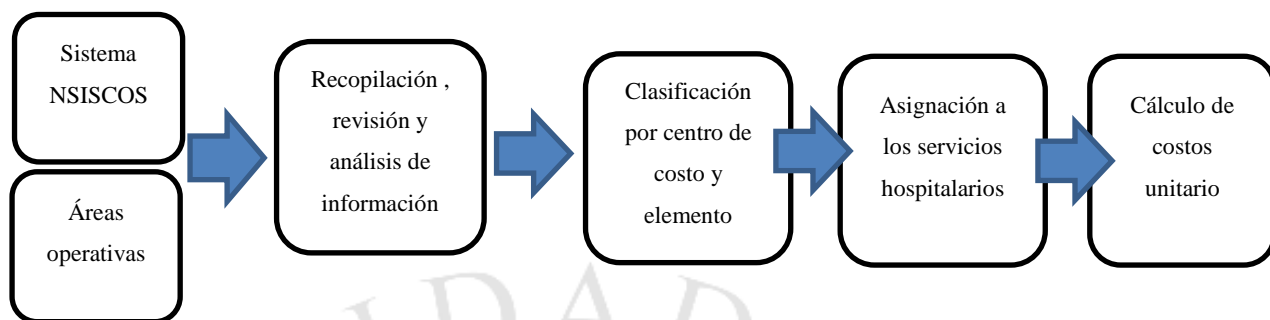 Sistema
NSISCOS
Áreas
operativas
Recopilación ,
revisión y
análisis de
información
Clasificación
por centro de
costo y
elemento
Asignación a
los servicios
hospitalarios
Cálculo de
costos
unitario
IDAD